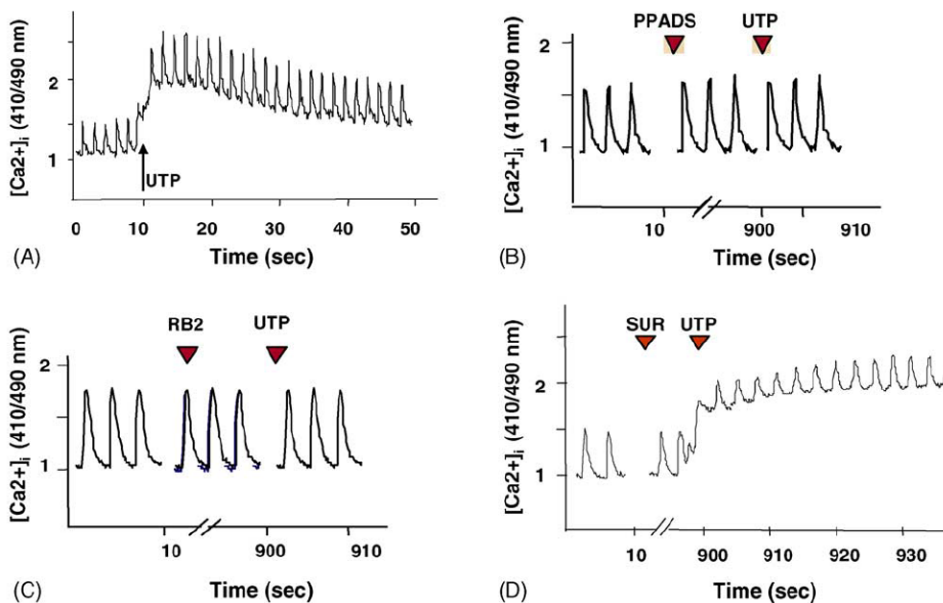 [Ca2+]i (410/490 nm)
2
1
UTP
0 10 20 30 40 50
Time (sec)
(A)
PPADS UTP
[Ca2+]i (410/490 nm)
2
1
10 900 910
Time (sec)
(B)
RB2 UTP
[Ca2+]i (410/490 nm)
2
1
10 900 910
Time (sec)
(C)
SUR UTP
[Ca2+]i (410/490 nm)
2
1
10 900 910 920 930
Time (sec)
(D)